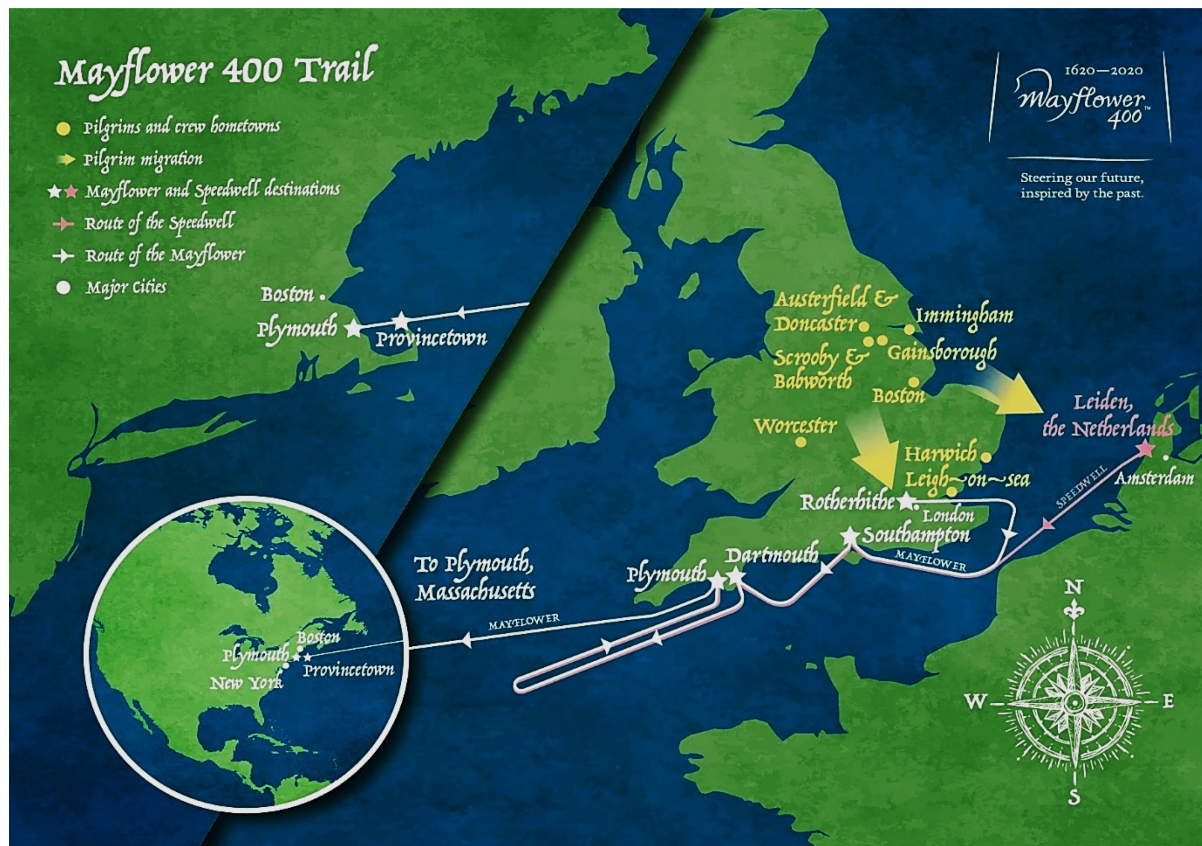 Mayflower 400 Trail
Pilgrims and crew hometowns
Pilgrim migration
Mayflower and Speedwell destinations
Route of the Speedwell
Route of the Mayflower
Major Cities
1620—2020
Mayflower
400™
Steering our future,
inspired by the past.
Boston
Plymouth
Provincetown
Austerfield &
Doncaster
Immingham
Scrooby &
Babworth
Gainsborough
Boston
Worcester
Leiden,
the Netherlands
Harwich
Leigh~on~sea
Amsterdam
SPEEDWELL
Rotherhithe
London
Southampton
MAYFLOWER
Dartmouth
Plymouth
To Plymouth,
Massachusetts
MAYFLOWER
Boston
Plymouth
Provincetown
New York
N
W
E
S